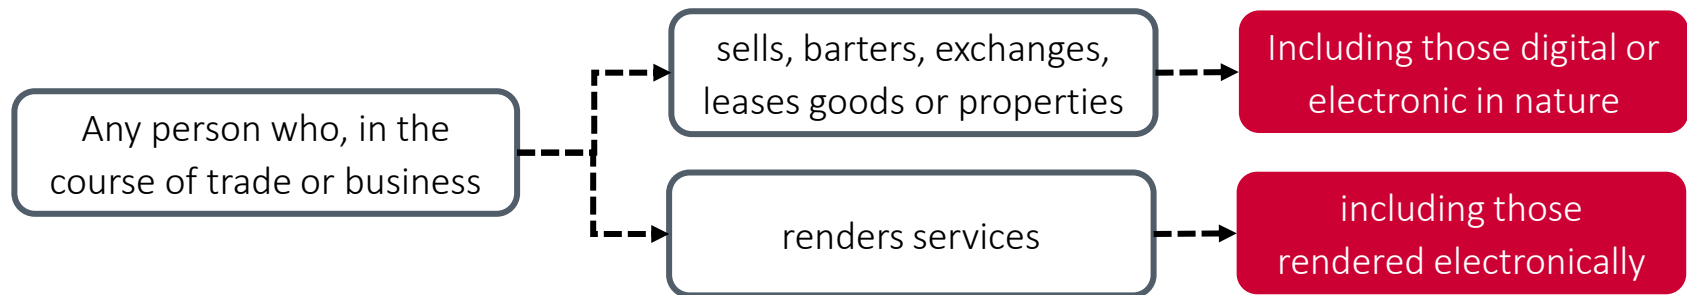 Any person who, in the
course of trade or business
sells, barters, exchanges,
leases goods or properties
Including those digital or
electronic in nature
renders services
including those
rendered electronically